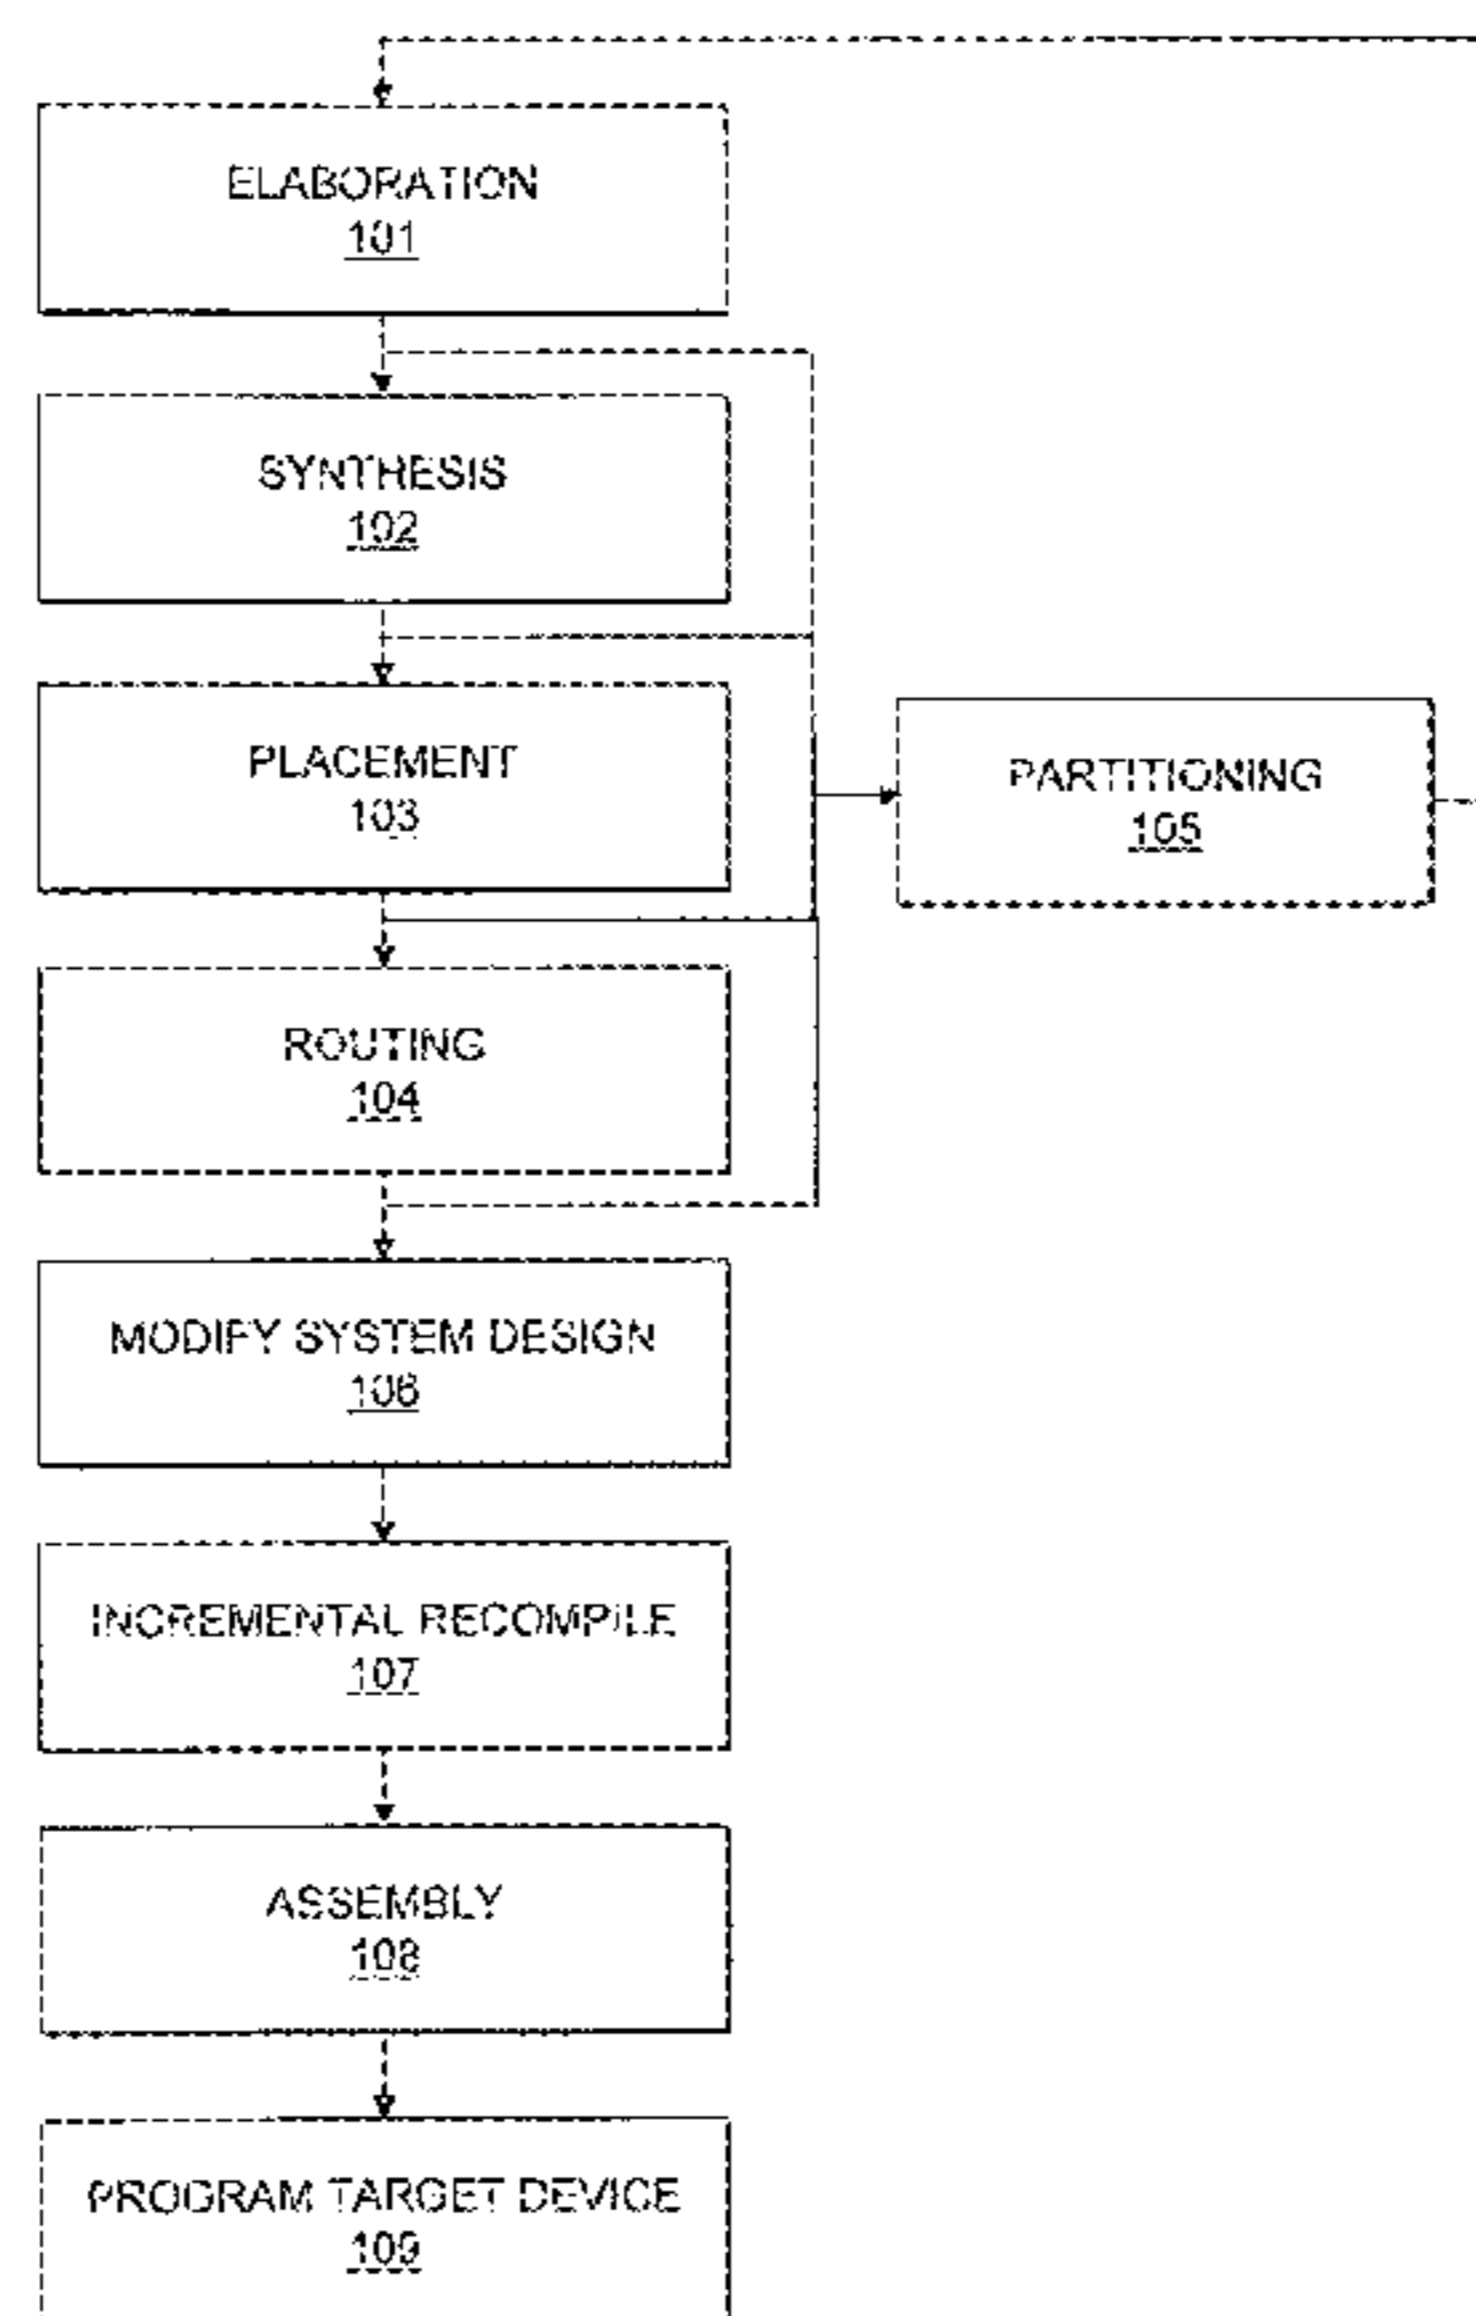 ELABORATION
101
SYNTHESIS
102
PLACEMENT
103
PARTITIONING
105
ROUTING
104
MODIFY SYSTEM DESIGN
106
INCREMENTAL RECOMPILE
107
ASSEMBLY
108
PROGRAM TARGET DEVICE
109